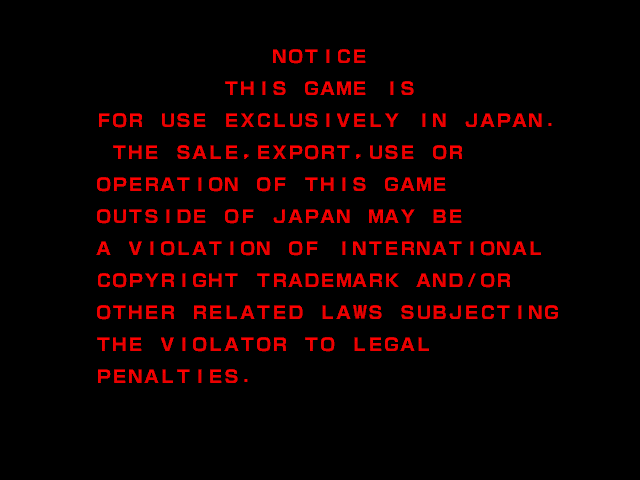 NOTICE
THIS GAME IS
FOR USE EXCLUSIVELY IN JAPAN.
THE SALE,EXPORT,USE OR
OPERATION OF THIS GAME
OUTSIDE OF JAPAN MAY BE
A VIOLATION OF INTERNATIONAL
COPYRIGHT TRADEMARK AND/OR
OTHER RELATED LAWS SUBJECTING
THE VIOLATOR TO LEGAL
PENALTIES.